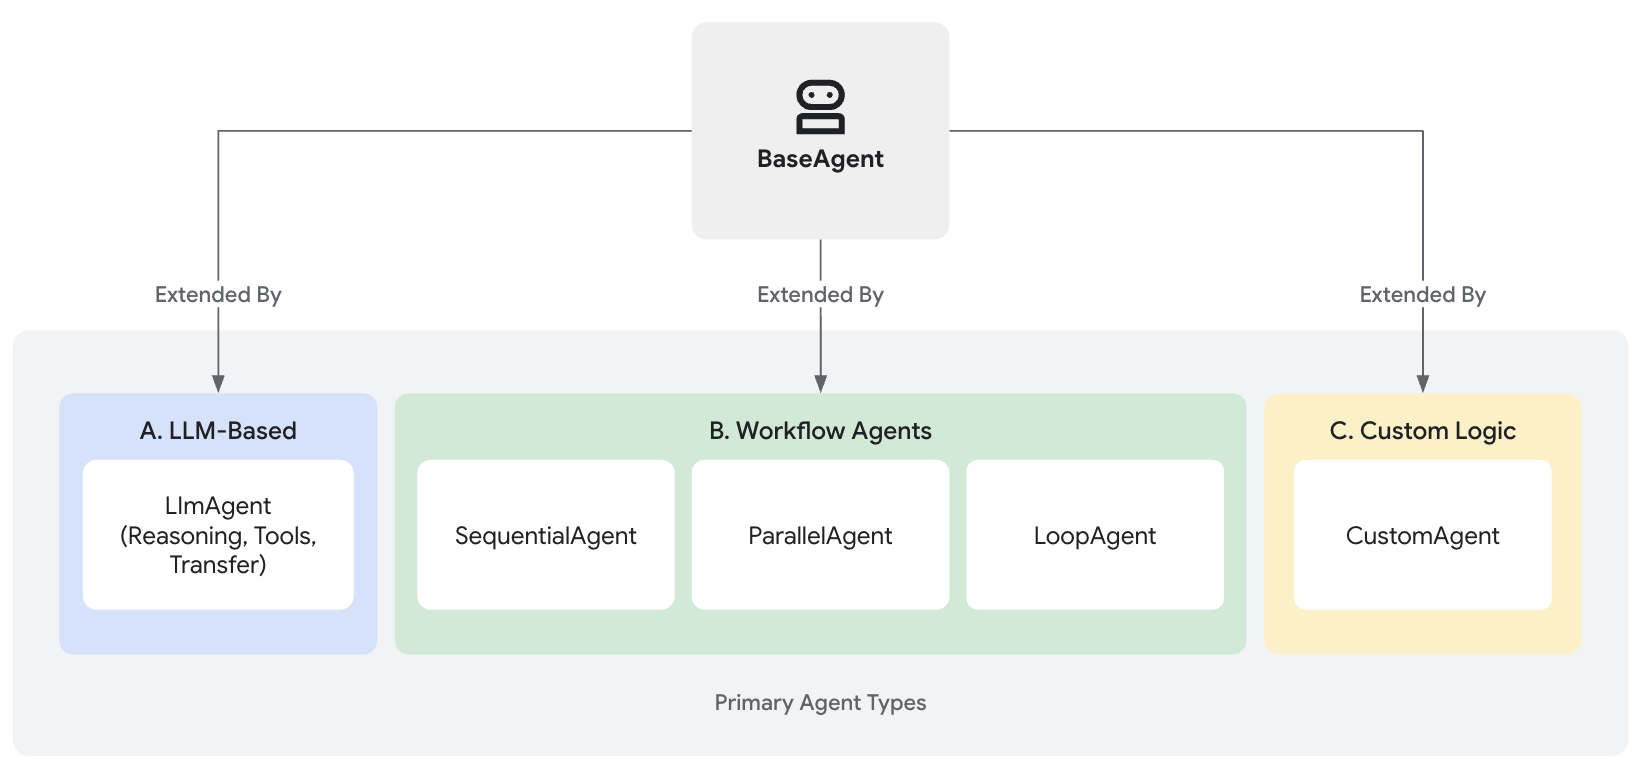 BaseAgent
Extended By
Extended By
Extended By
A. LLM-Based
LlmAgent
(Reasoning, Tools,
Transfer)
B. Workflow Agents
SequentialAgent
ParallelAgent
LoopAgent
C. Custom Logic
CustomAgent
Primary Agent Types